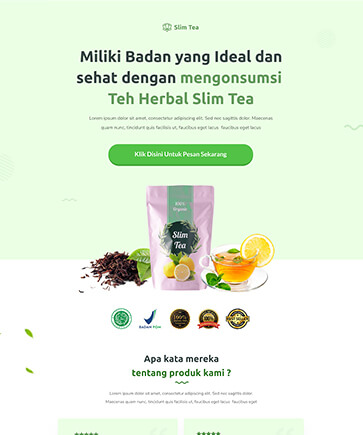 Slim Tea
Miliki Badan yang Ideal dan
sehat dengan mengonsumsi
Teh Herbal Slim Tea
Lorem ipsum dolor sit amet, consectetur adipiscing elit. Sed nec sagittis dolor. Maecenas
quam nunc, tincidunt quis facilisis ut, faucibus eget lacus. faucibus eget lacus
Klik Disini Untuk Pesan Sekarang
100%
Organic
Slim
Tea
BADAN POM
100%
Apa kata mereka
tentang produk kami ?
Lorem ipsum dolor sit amet, consectetur adipiscing elit. Sed nec sagittis dolor.
Maecenas quam nunc, tincidunt quis facilisis ut, faucibus eget lacus. faucibus eget